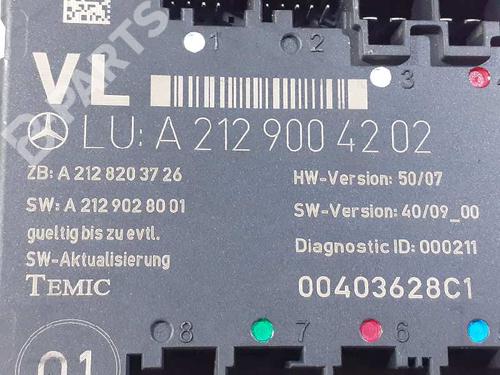 1 2 3 4
VL
LU: A 212 900 42 02
ZB: A 212 820 37 26
HW-Version: 50/07
SW: A 212 902 80 01
SW-Version: 40/09_00
gueltig bis zu evtl.
Diagnostic ID: 000211
SW-Aktualisierung
TEMIC
00403628C1
8 7 6
01
B-PARTS